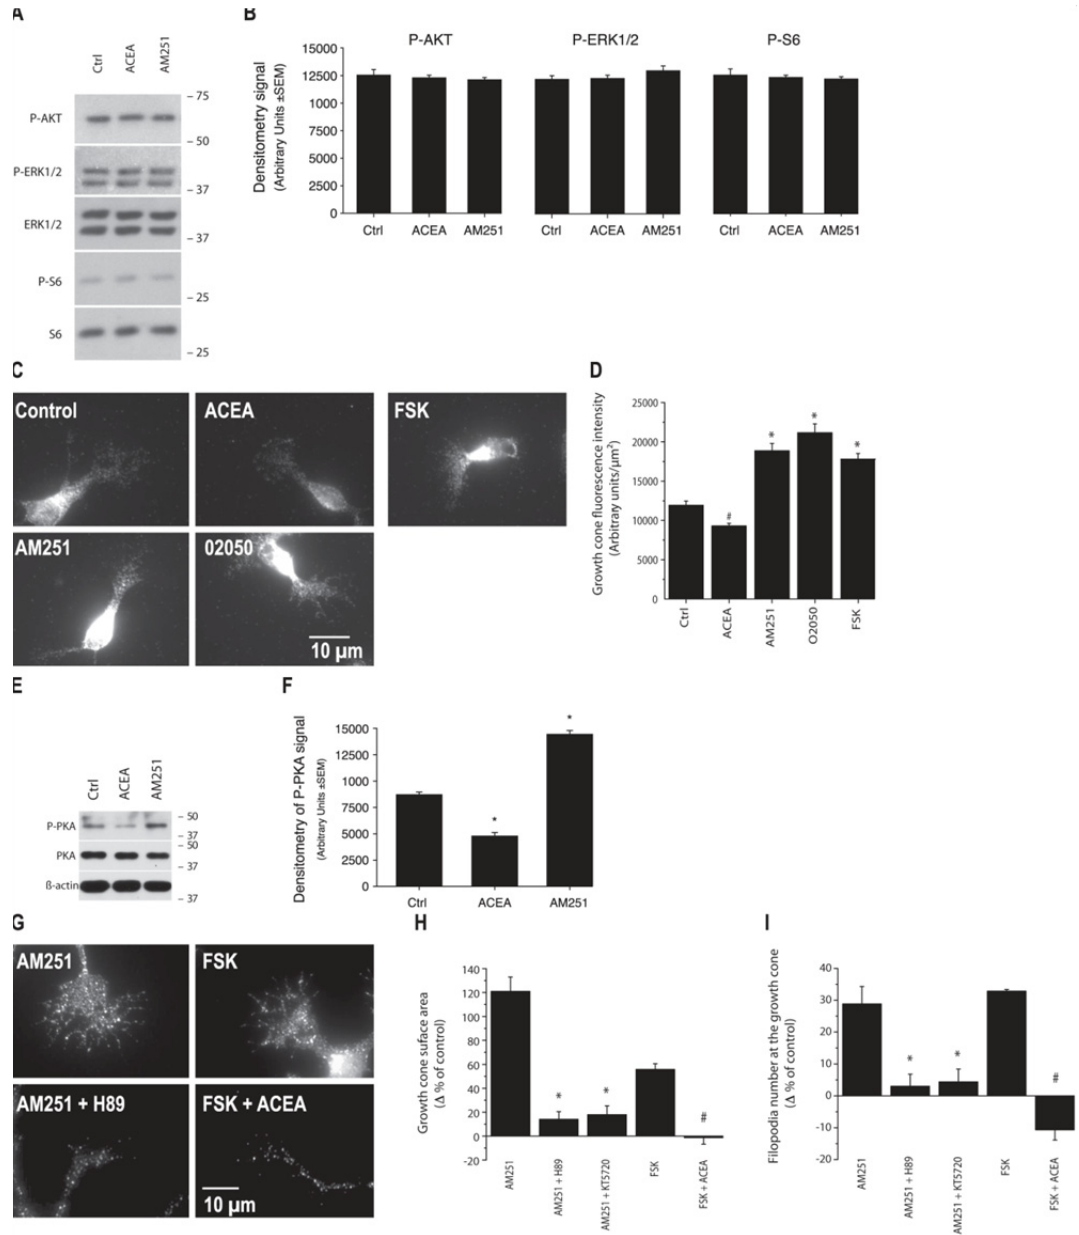 A
Ctrl
ACEA
AM251
– 75
P-AKT
– 50
P-ERK1/2
– 37
ERK1/2
– 37
P-S6
– 25
S6
– 25
B
P-AKT
P-ERK1/2
P-S6
Densitometry signal
(Arbitrary Units ±SEM)
15000
12500
1000
7500
5000
2500
0
Ctrl ACEA AM251
Ctrl ACEA AM251
Ctrl ACEA AM251
C
Control
ACEA
FSK
AM251
02050
10 µm
D
Growth cone fluorescence intensity
(Arbitray units/µm²)
25000
20000
15000
10000
5000
0
#
*
*
*
Ctrl
ACEA
AM251
O2050
FSK
E
Ctrl
ACEA
AM251
P-PKA
– 50
– 37
– 50
PKA
– 37
ß-actin
– 37
F
Densitometry of P-PKA signal
(Arbitrary Units ±SEM)
15000
12500
1000
7500
5000
2500
0
*
*
Ctrl ACEA AM251
G
AM251
FSK
AM251 + H89
FSK + ACEA
10 µm
H
Growth cone suface area
(Δ % of control)
140
120
100
80
60
40
20
0
-20
*
*
#
AM251
AM251 + H89
AM251 + KT5720
FSK
FSK + ACEA
I
Filopodia number at the growth cone
(Δ % of control)
40
30
20
10
0
-10
-20
*
*
#
AM251
AM251 + H89
AM251 + KT5720
FSK
FSK + ACEA